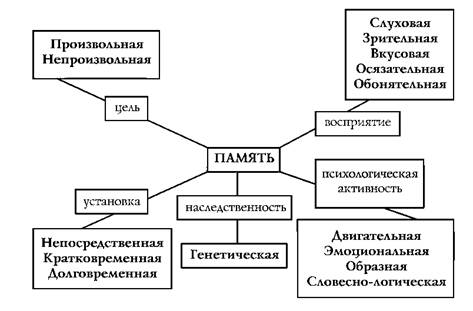 Произвольная
Непроизвольная
цель
Слуховая
Зрительная
Вкусовая
Осязательная
Обонятельная
восприятие
ПАМЯТЬ
установка
Непосредственная
Кратковременная
Долговременная
наследственность
Генетическая
психологическая
активность
Двигательная
Эмоциональная
Образная
Словесно-логическая